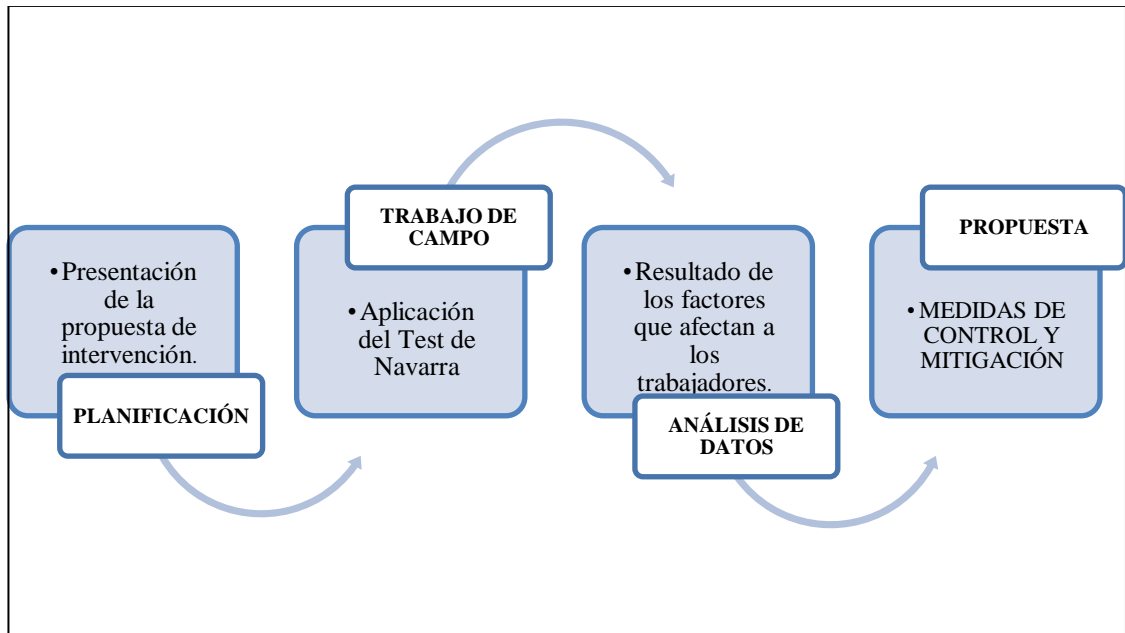 •Presentación
de la
propuesta de
intervención.
PLANIFICACIÓN
TRABAJO DE
CAMPO
•Aplicación
del Test de
Navarra
•Resultado de
los factores
que afectan a
los
trabajadores.
ANÁLISIS DE
DATOS
PROPUESTA
•MEDIDAS DE
CONTROL Y
MITIGACIÓN